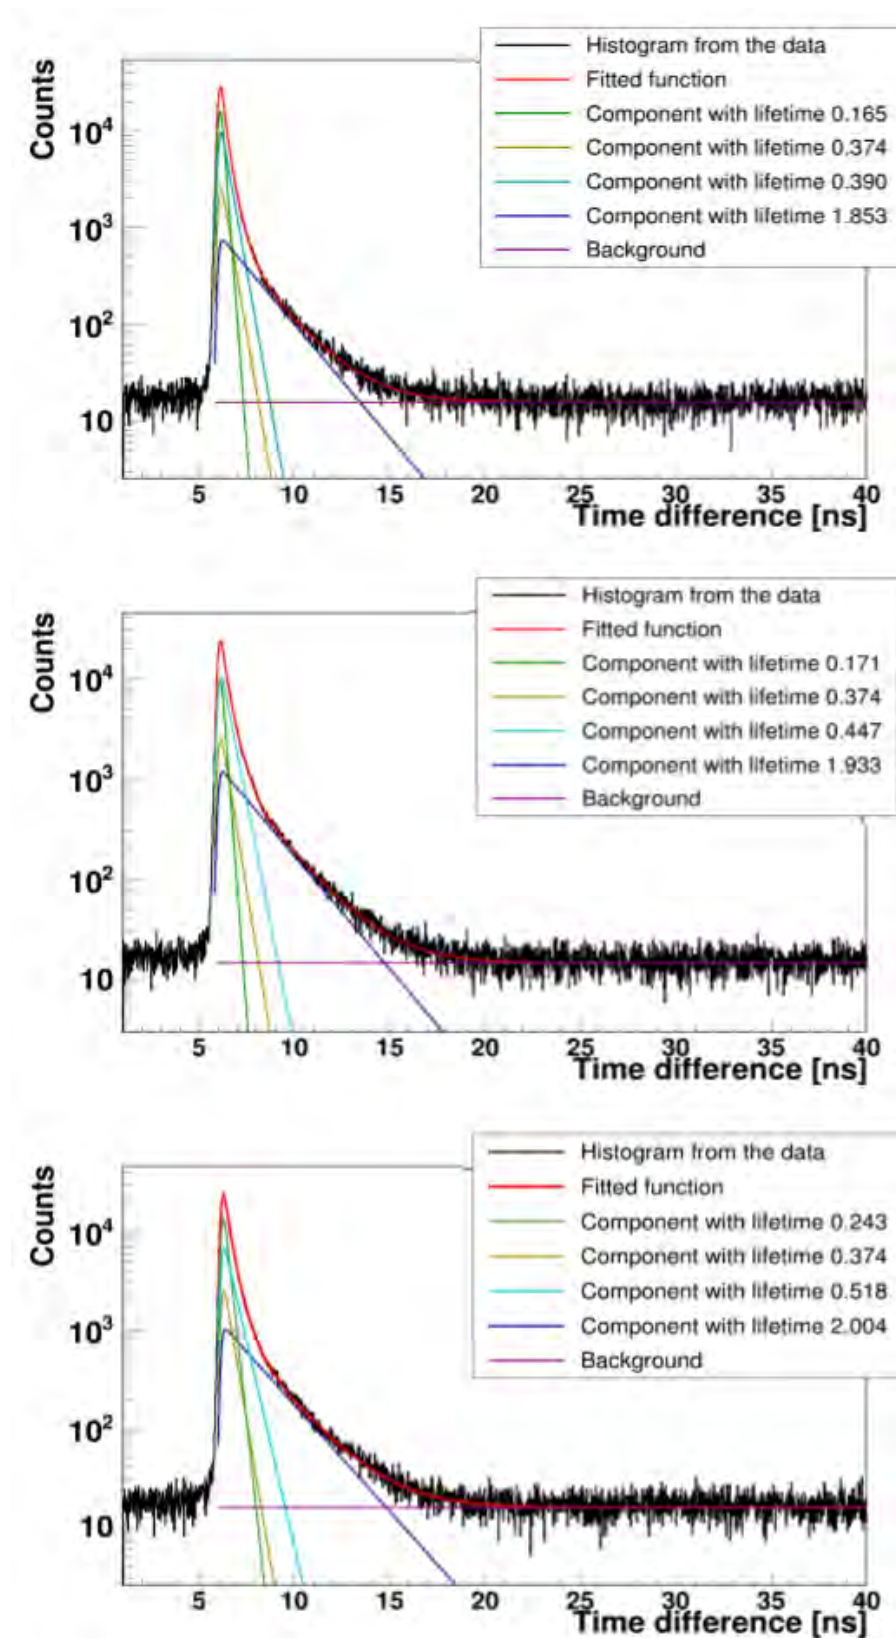 Counts
Histogram from the data
Fitted function
Component with lifetime 0.165
Component with lifetime 0.374
Component with lifetime 0.390
Component with lifetime 1.853
Background
10⁴
10³
10²
10
5 10 15 20 25 30 35 40
Time difference [ns]
Counts
Histogram from the data
Fitted function
Component with lifetime 0.171
Component with lifetime 0.374
Component with lifetime 0.447
Component with lifetime 1.933
Background
10⁴
10³
10²
10
5 10 15 20 25 30 35 40
Time difference [ns]
Counts
Histogram from the data
Fitted function
Component with lifetime 0.243
Component with lifetime 0.374
Component with lifetime 0.518
Component with lifetime 2.004
Background
10⁴
10³
10²
10
5 10 15 20 25 30 35 40
Time difference [ns]